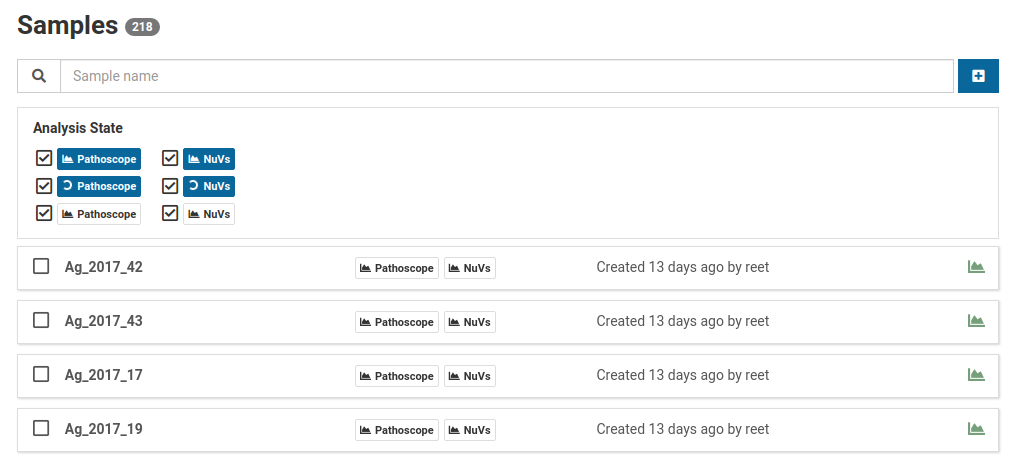 Samples 218
Sample name
Analysis State
Pathoscope NuVs
Pathoscope NuVs
Pathoscope NuVs
Ag_2017_42 Pathoscope NuVs Created 13 days ago by reet
Ag_2017_43 Pathoscope NuVs Created 13 days ago by reet
Ag_2017_17 Pathoscope NuVs Created 13 days ago by reet
Ag_2017_19 Pathoscope NuVs Created 13 days ago by reet